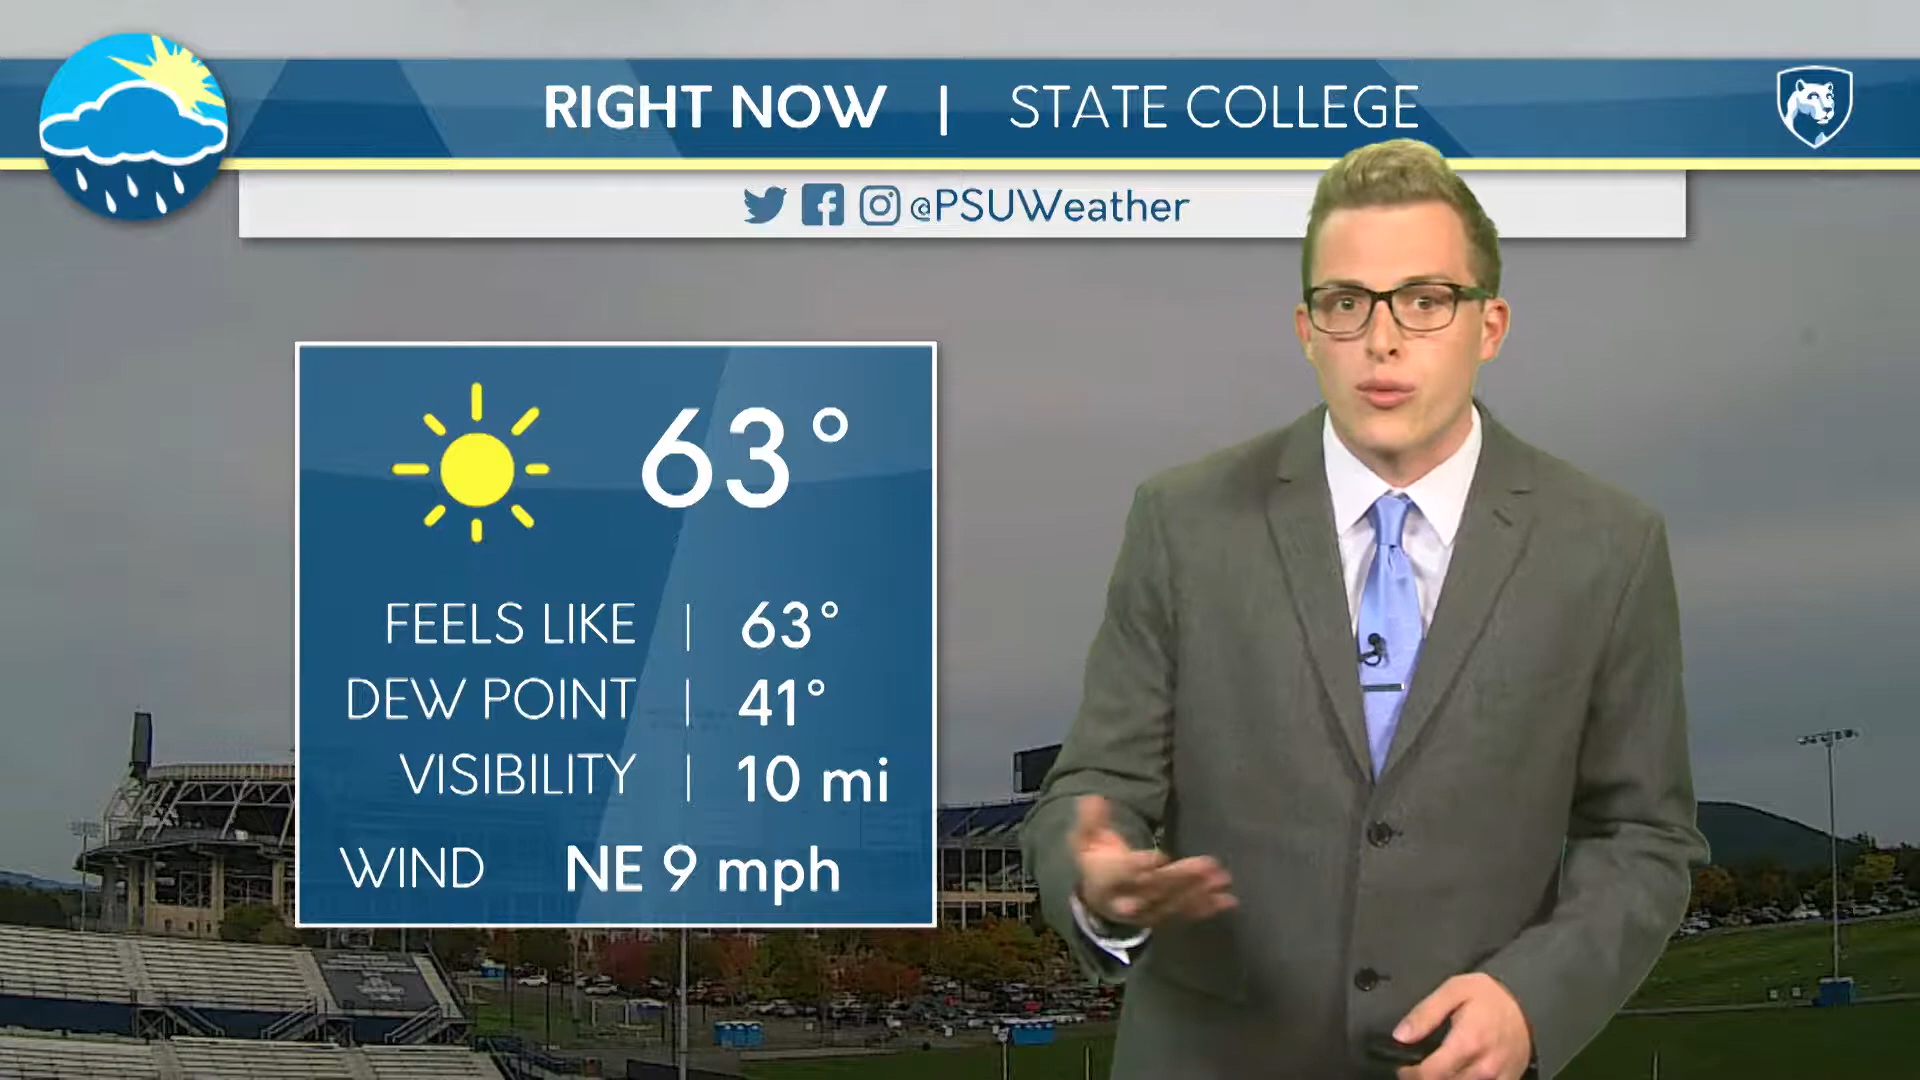 RIGHT NOW | STATE COLLEGE
@PSUWeather
63°
FEELS LIKE | 63°
DEW POINT | 41°
VISIBILITY | 10 mi
WIND NE 9 mph